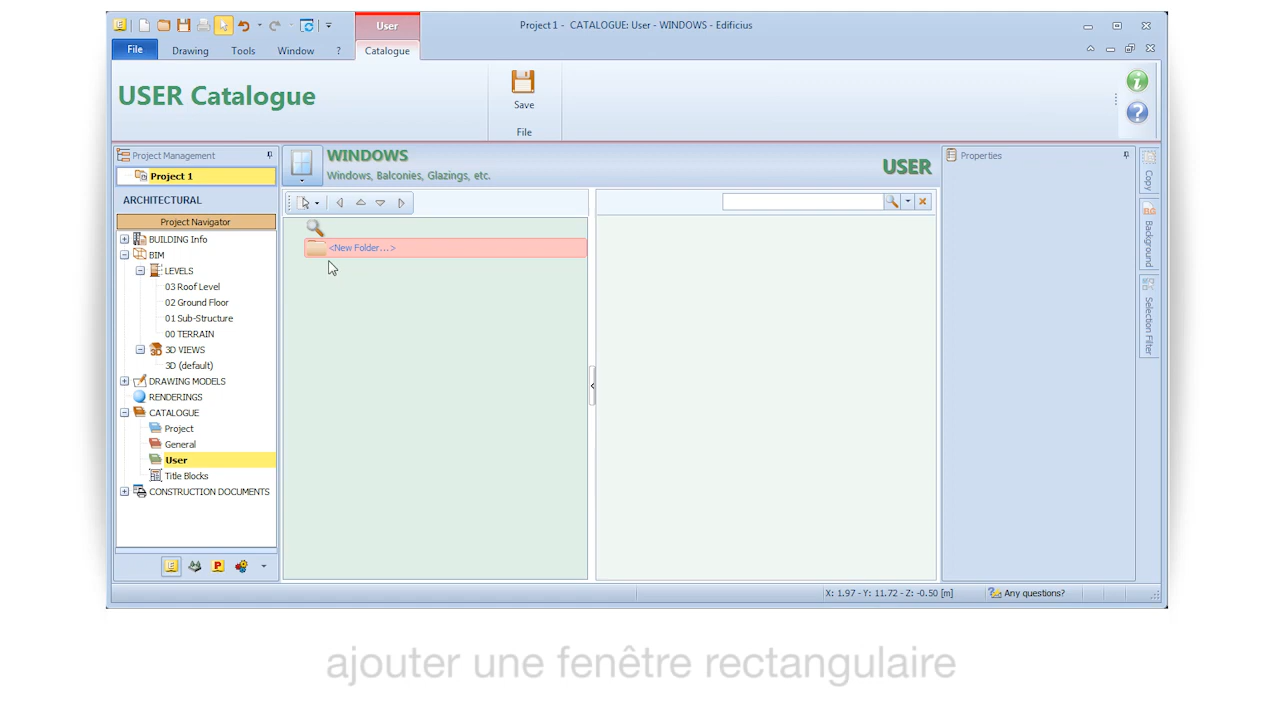 User
Project 1 - CATALOGUE: User - WINDOWS - Edificius
File
Drawing
Tools
Window
?
Catalogue
USER Catalogue
Save
File
Project Management
Project 1
ARCHITECTURAL
Project Navigator
BUILDING Info
BIM
LEVELS
03 Roof Level
02 Ground Floor
01 Sub-Structure
00 TERRAIN
3D VIEWS
3D (default)
DRAWING MODELS
RENDERINGS
CATALOGUE
Project
General
User
Title Blocks
CONSTRUCTION DOCUMENTS
WINDOWS
Windows, Balconies, Glazings, etc.
USER
<New Folder...>
Properties
Copy
Background
Selection Filter
X: 1.97 - Y: 11.72 - Z: -0.50 [m]
Any questions?
ajouter une fenêtre rectangulaire